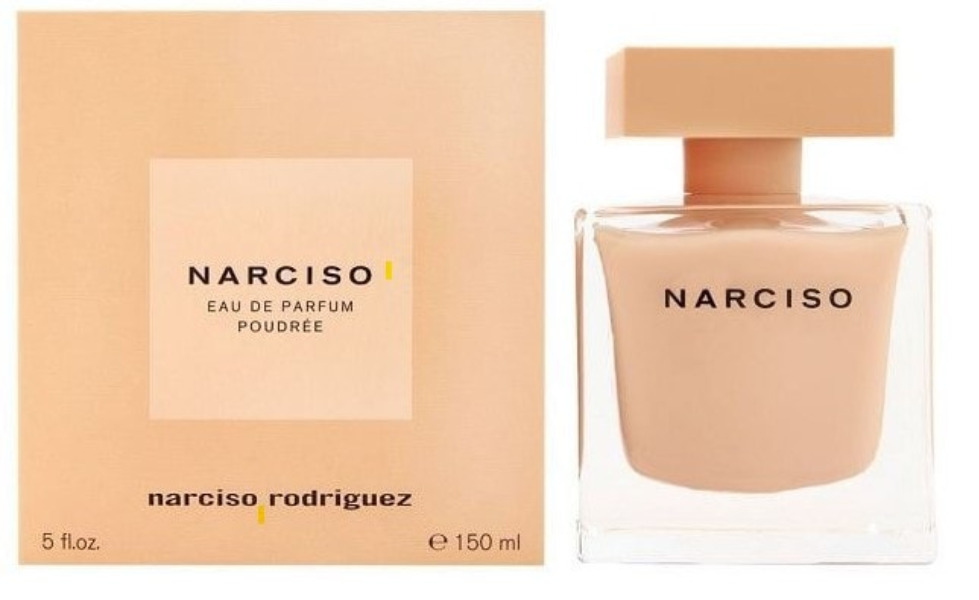 NARCISO
EAU DE PARFUM
POUDRÉE
narciso rodriguez
5 fl.oz.
℮ 150 ml
NARCISO